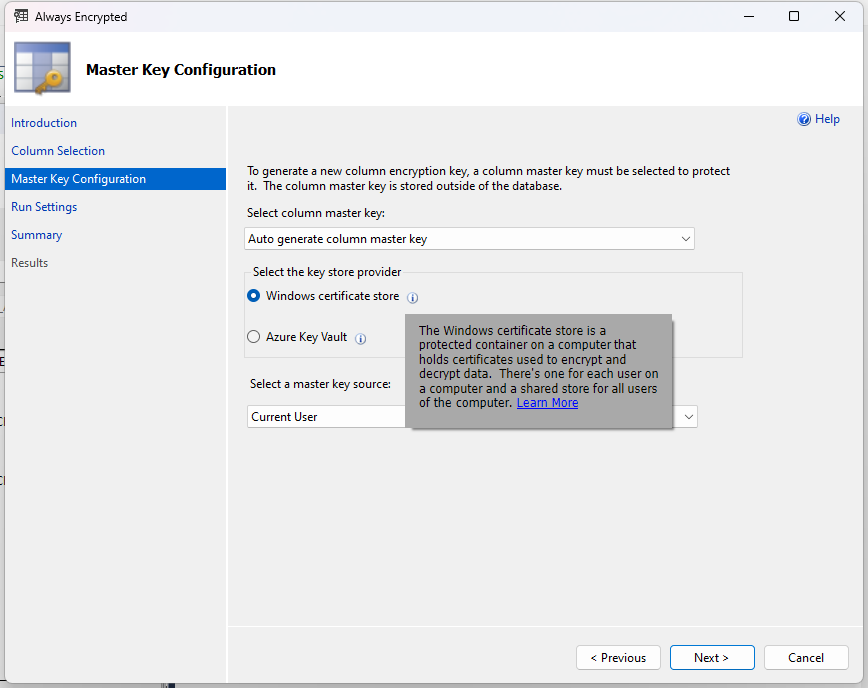 Always Encrypted
Master Key Configuration
Introduction
Column Selection
Master Key Configuration
Run Settings
Summary
Results
Help
To generate a new column encryption key, a column master key must be selected to protect
it.  The column master key is stored outside of the database.
Select column master key:
Auto generate column master key
Select the key store provider
Windows certificate store
Azure Key Vault
The Windows certificate store is a
protected container on a computer that
holds certificates used to encrypt and
decrypt data.  There's one for each user on
a computer and a shared store for all users
of the computer. Learn More
Select a master key source:
Current User
< Previous
Next >
Cancel